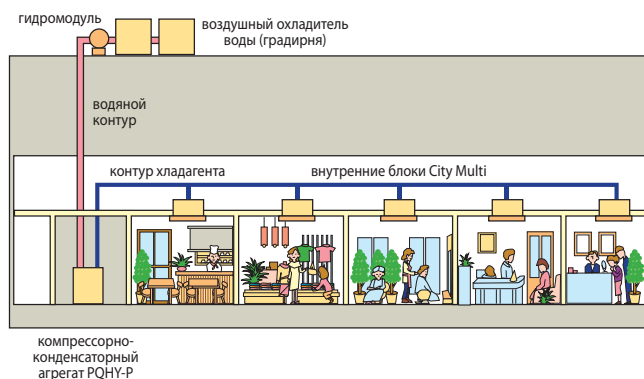 гидромодуль
воздушный охладитель
воды (градирня)
водяной
контур
контур хладагента
внутренние блоки City Multi
компрессорно-
конденсаторный
агрегат PQHY-P